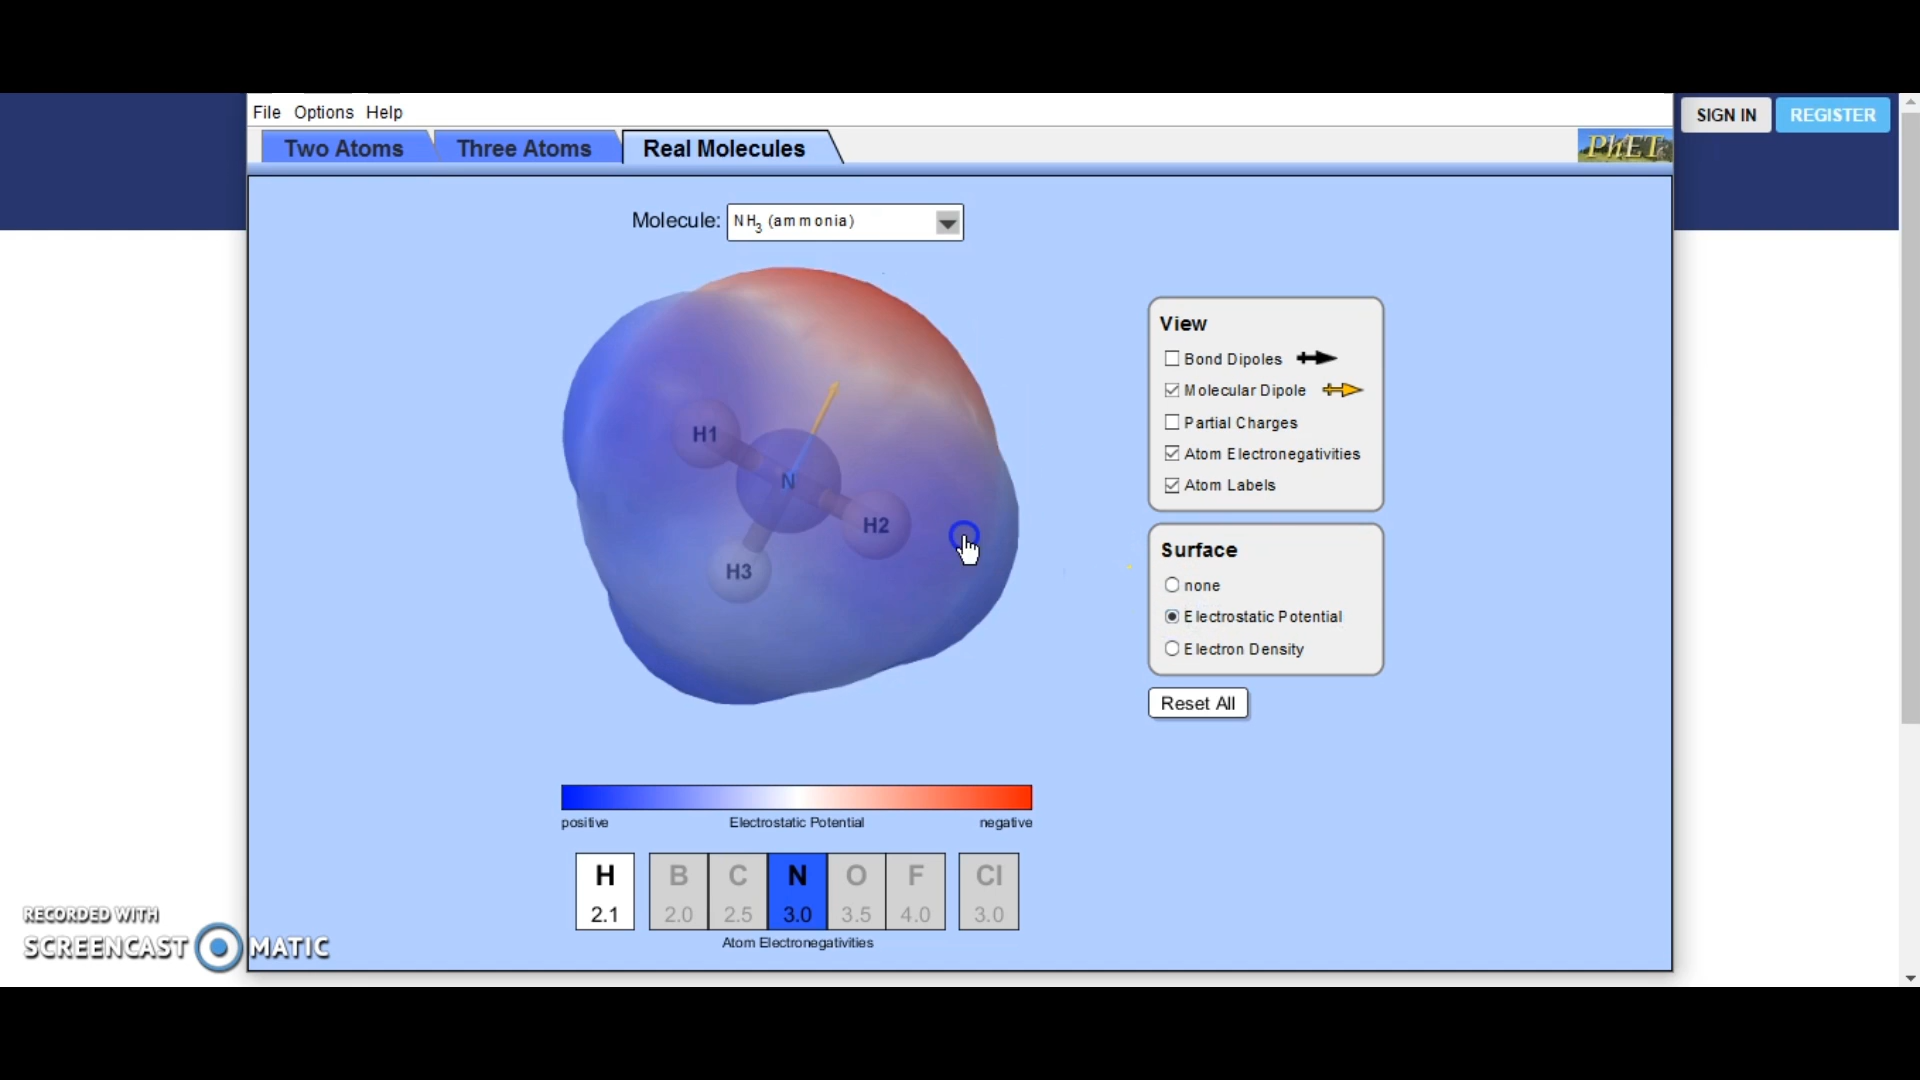 File Options Help
SIGN IN REGISTER
Two Atoms Three Atoms Real Molecules
PhET
Molecule: NH3 (ammonia)
H1
N
H2
H3
View
Bond Dipoles
Molecular Dipole
Partial Charges
Atom Electronegativities
Atom Labels
Surface
none
Electrostatic Potential
Electron Density
Reset All
positive Electrostatic Potential negative
H B C N O F Cl
2.1 2.0 2.5 3.0 3.5 4.0 3.0
Atom Electronegativities
RECORDED WITH
SCREENCAST MATIC